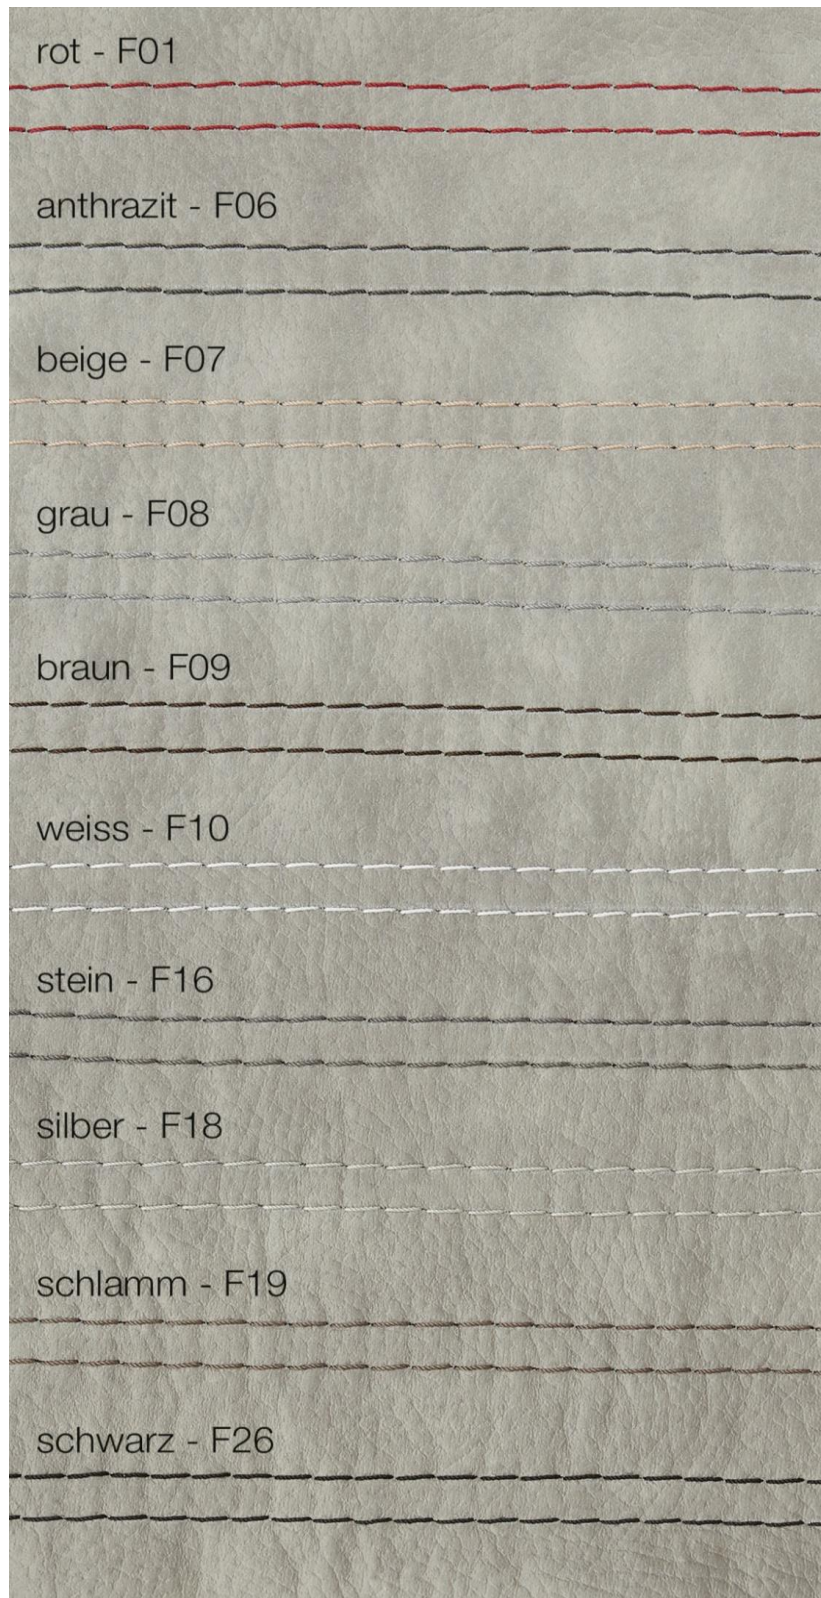 rot - F01
anthrazit - F06
beige - F07
grau - F08
braun - F09
weiss - F10
stein - F16
silber - F18
schlamm - F19
schwarz - F26